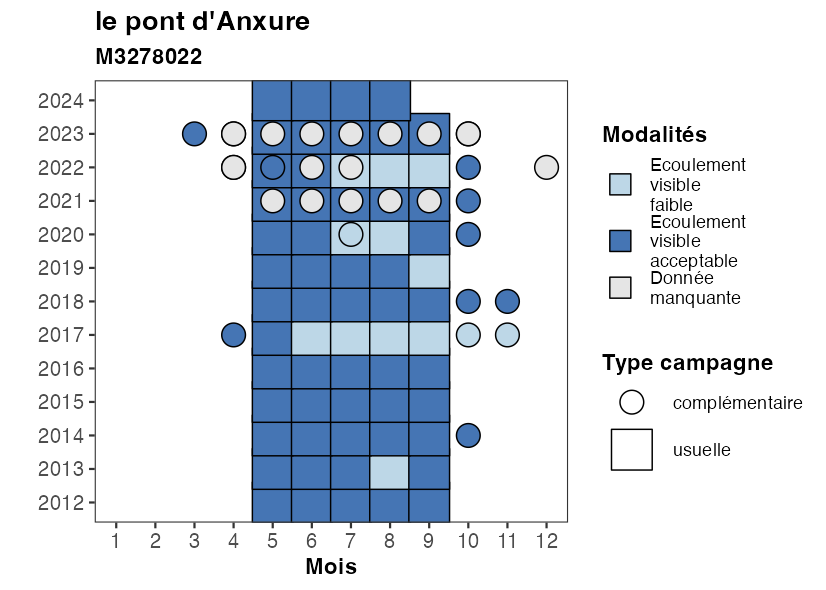 le pont d'Anxure
M3278022
2024
2023
2022
2021
2020
2019
2018
2017
2016
2015
2014
2013
2012
1 2 3 4 5 6 7 8 9 10 11 12
Mois
Modalités
Ecoulement
visible
faible
Ecoulement
visible
acceptable
Donnée
manquante
Type campagne
complémentaire
usuelle